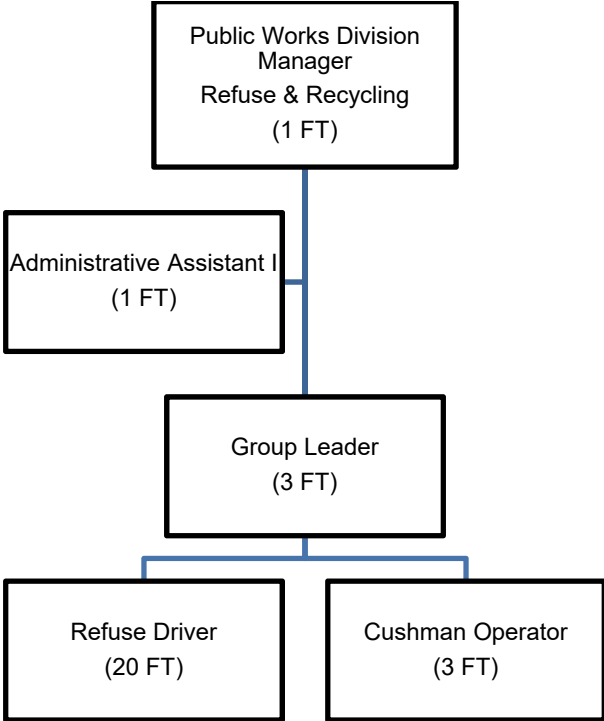 Public Works Division
Manager
Refuse & Recycling
(1 FT)
Administrative Assistant I
(1 FT)
Group Leader
(3 FT)
Refuse Driver
(20 FT)
Cushman Operator
(3 FT)